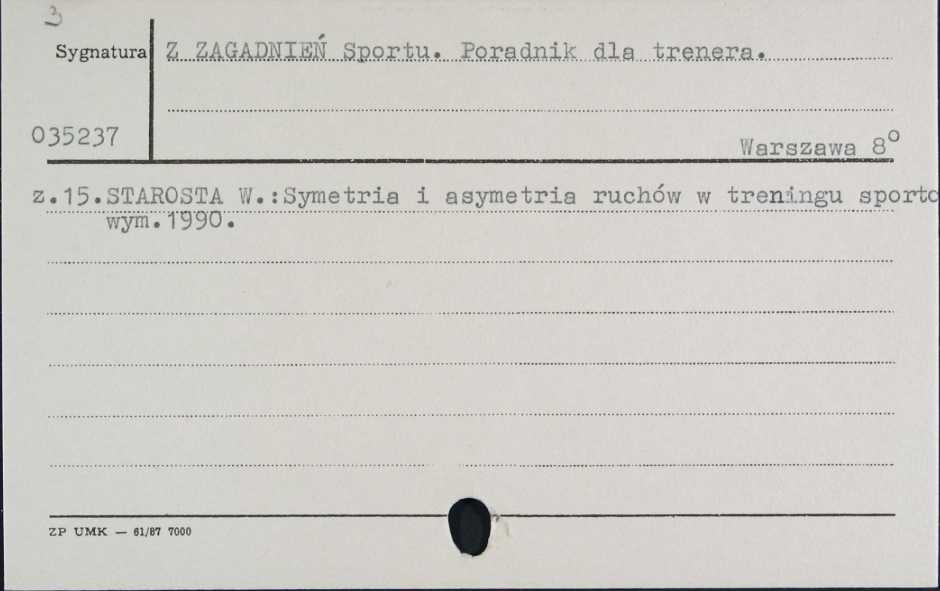 3
Sygnatura Z ZAGADNIEŃ Sportu. Poradnik dla trenera.
035237
Warszawa 8°
z.15.STAROSTA W.:Symetria i asymetria ruchów w treningu sporto
wym.1990.
ZP UMK — 61/87 7000